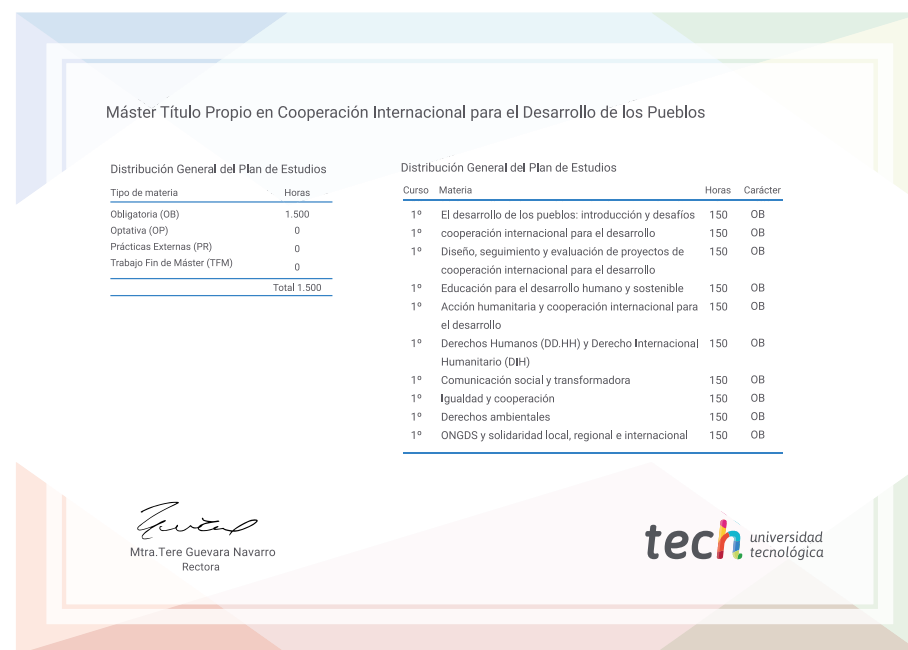 Máster Título Propio en Cooperación Internacional para el Desarrollo de los Pueblos
Distribución General del Plan de Estudios
Tipo de materia Horas
Obligatoria (OB) 1.500
Optativa (OP) 0
Prácticas Externas (PR) 0
Trabajo Fin de Máster (TFM) 0
Total 1.500
Distribución General del Plan de Estudios
Curso Materia Horas Carácter
1º El desarrollo de los pueblos: introducción y desafíos 150 OB
1º cooperación internacional para el desarrollo 150 OB
1º Diseño, seguimiento y evaluación de proyectos de 150 OB
cooperación internacional para el desarrollo
1º Educación para el desarrollo humano y sostenible 150 OB
1º Acción humanitaria y cooperación internacional para 150 OB
el desarrollo
1º Derechos Humanos (DD.HH) y Derecho Internacional 150 OB
Humanitario (DIH)
1º Comunicación social y transformadora 150 OB
1º Igualdad y cooperación 150 OB
1º Derechos ambientales 150 OB
1º ONGDS y solidaridad local, regional e internacional 150 OB
Mtra.Tere Guevara Navarro
Rectora
tech universidad
tecnológica